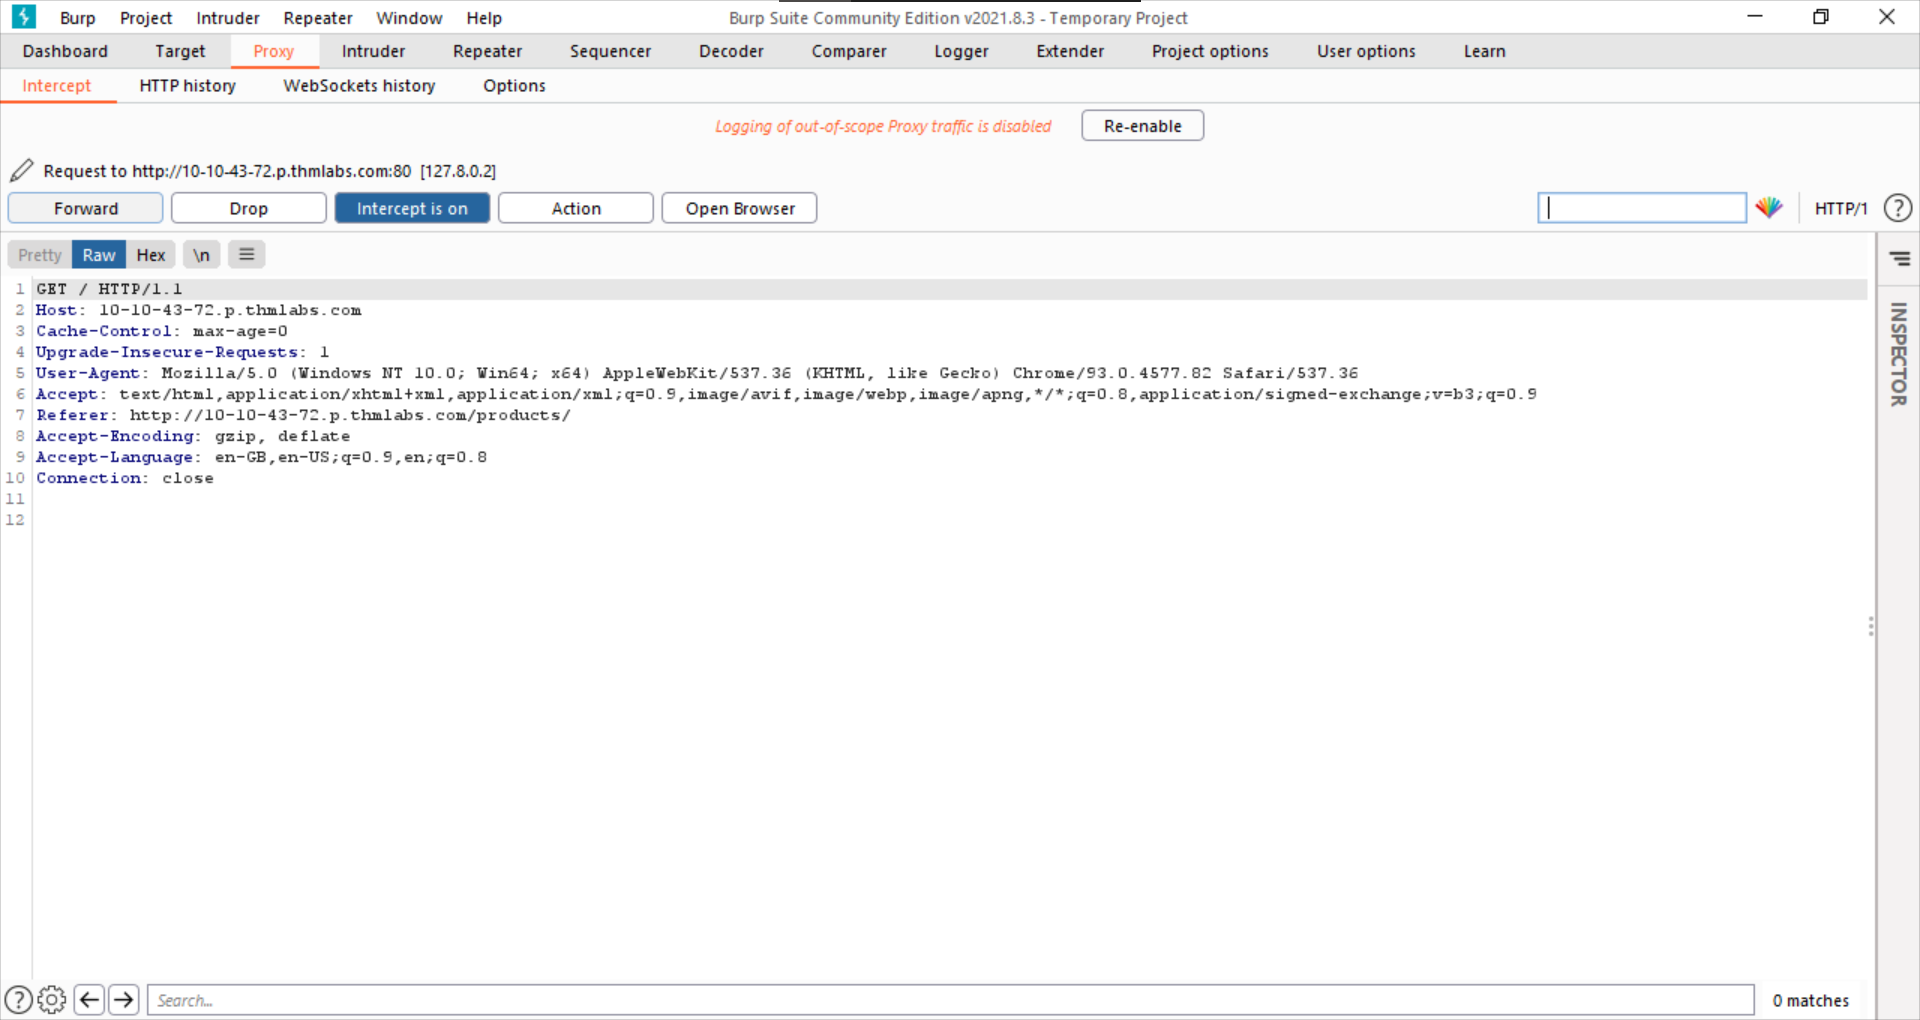 Burp Project Intruder Repeater Window Help Burp Suite Community Edition v2021.8.3 - Temporary Project
Dashboard Target Proxy Intruder Repeater Sequencer Decoder Comparer Logger Extender Project options User options Learn
Intercept HTTP history WebSockets history Options
Logging of out-of-scope Proxy traffic is disabled Re-enable
Request to http://10-10-43-72.p.thmlabs.com:80 [127.8.0.2]
Forward Drop Intercept is on Action Open Browser HTTP/1 ?
Pretty Raw Hex \n
1 GET / HTTP/1.1
2 Host: 10-10-43-72.p.thmlabs.com
3 Cache-Control: max-age=0
4 Upgrade-Insecure-Requests: 1
5 User-Agent: Mozilla/5.0 (Windows NT 10.0; Win64; x64) AppleWebKit/537.36 (KHTML, like Gecko) Chrome/93.0.4577.82 Safari/537.36
6 Accept: text/html,application/xhtml+xml,application/xml;q=0.9,image/avif,image/webp,image/apng,*/*;q=0.8,application/signed-exchange;v=b3;q=0.9
7 Referer: http://10-10-43-72.p.thmlabs.com/products/
8 Accept-Encoding: gzip, deflate
9 Accept-Language: en-GB,en-US;q=0.9,en;q=0.8
10 Connection: close
11
12
INSPECTOR
? Search... 0 matches